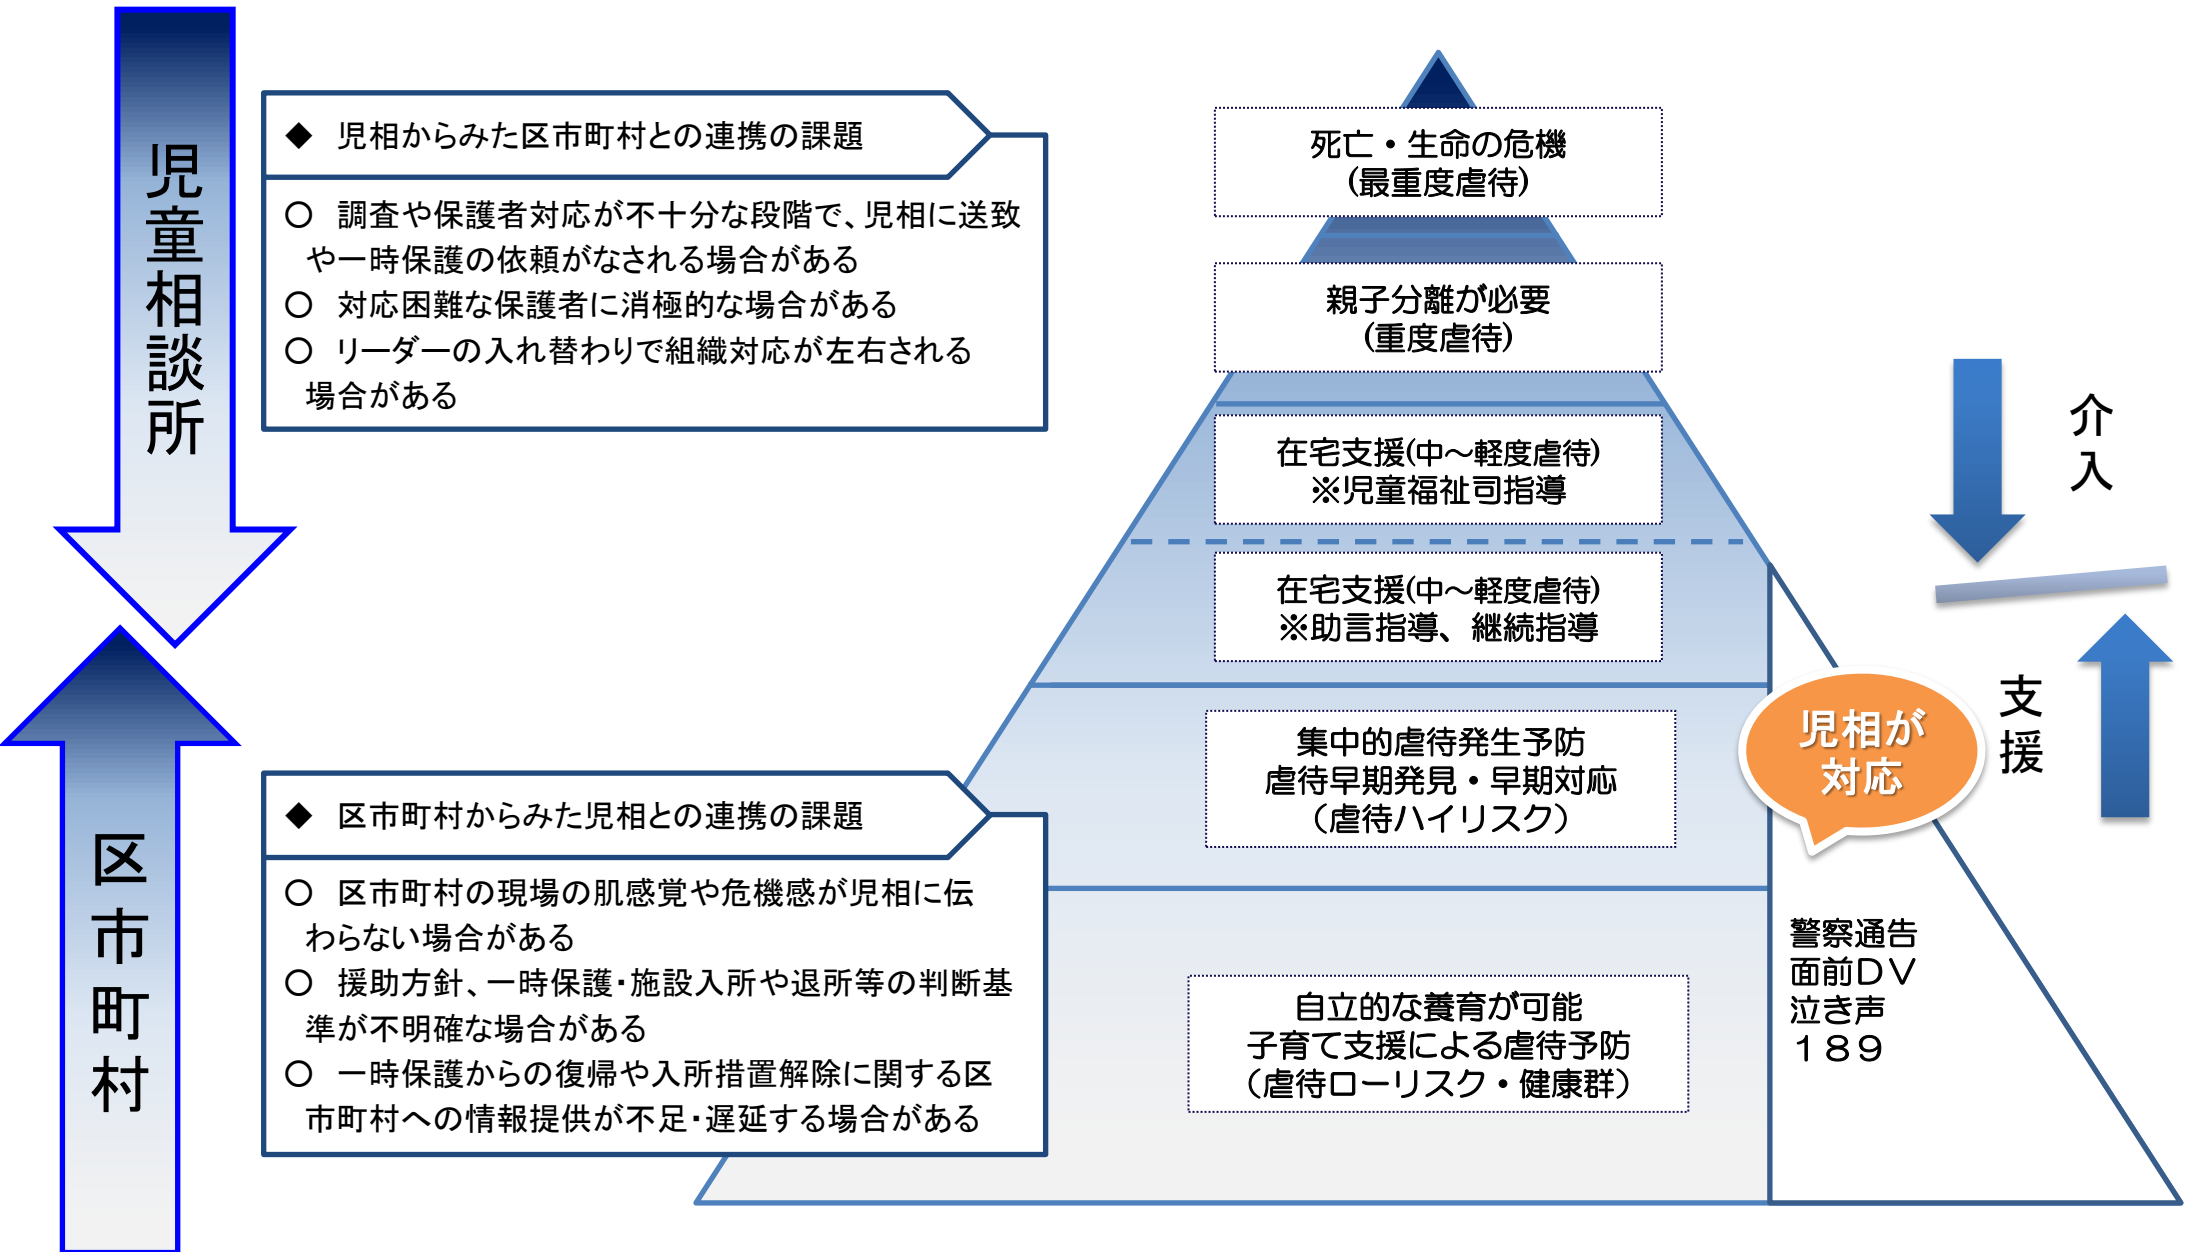 児童相談所
◆　児相からみた区市町村との連携の課題
○　調査や保護者対応が不十分な段階で、児相に送致
や一時保護の依頼がなされる場合がある
○　対応困難な保護者に消極的な場合がある
○　リーダーの入れ替わりで組織対応が左右される
場合がある
区市町村
◆　区市町村からみた児相との連携の課題
○　区市町村の現場の肌感覚や危機感が児相に伝
わらない場合がある
○　援助方針、一時保護・施設入所や退所等の判断基
準が不明確な場合がある
○　一時保護からの復帰や入所措置解除に関する区
市町村への情報提供が不足・遅延する場合がある
死亡・生命の危機
(最重度虐待)
親子分離が必要
(重度虐待)
在宅支援(中～軽度虐待)
※児童福祉司指導
在宅支援(中～軽度虐待)
※助言指導、継続指導
集中的虐待発生予防
虐待早期発見・早期対応
（虐待ハイリスク）
自立的な養育が可能
子育て支援による虐待予防
（虐待ローリスク・健康群）
介入
支援
児相が
対応
警察通告
面前ＤＶ
泣き声
１８９